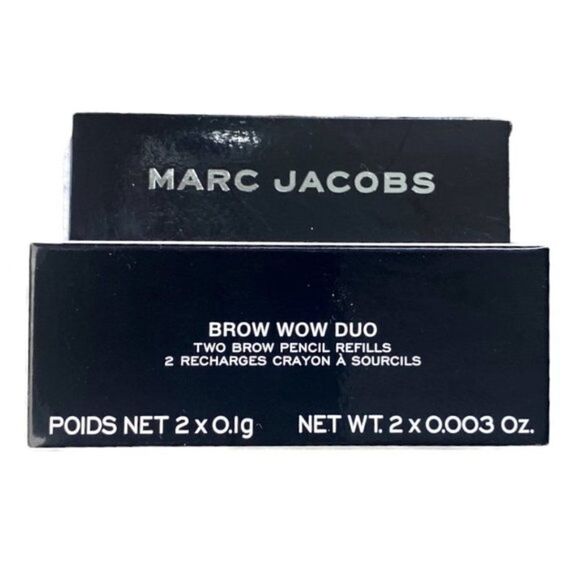 MARC JACOBS
BROW WOW DUO
TWO BROW PENCIL REFILLS
2 RECHARGES CRAYON À SOURCILS
POIDS NET 2 x 0.1g NET WT. 2 x 0.003 Oz.